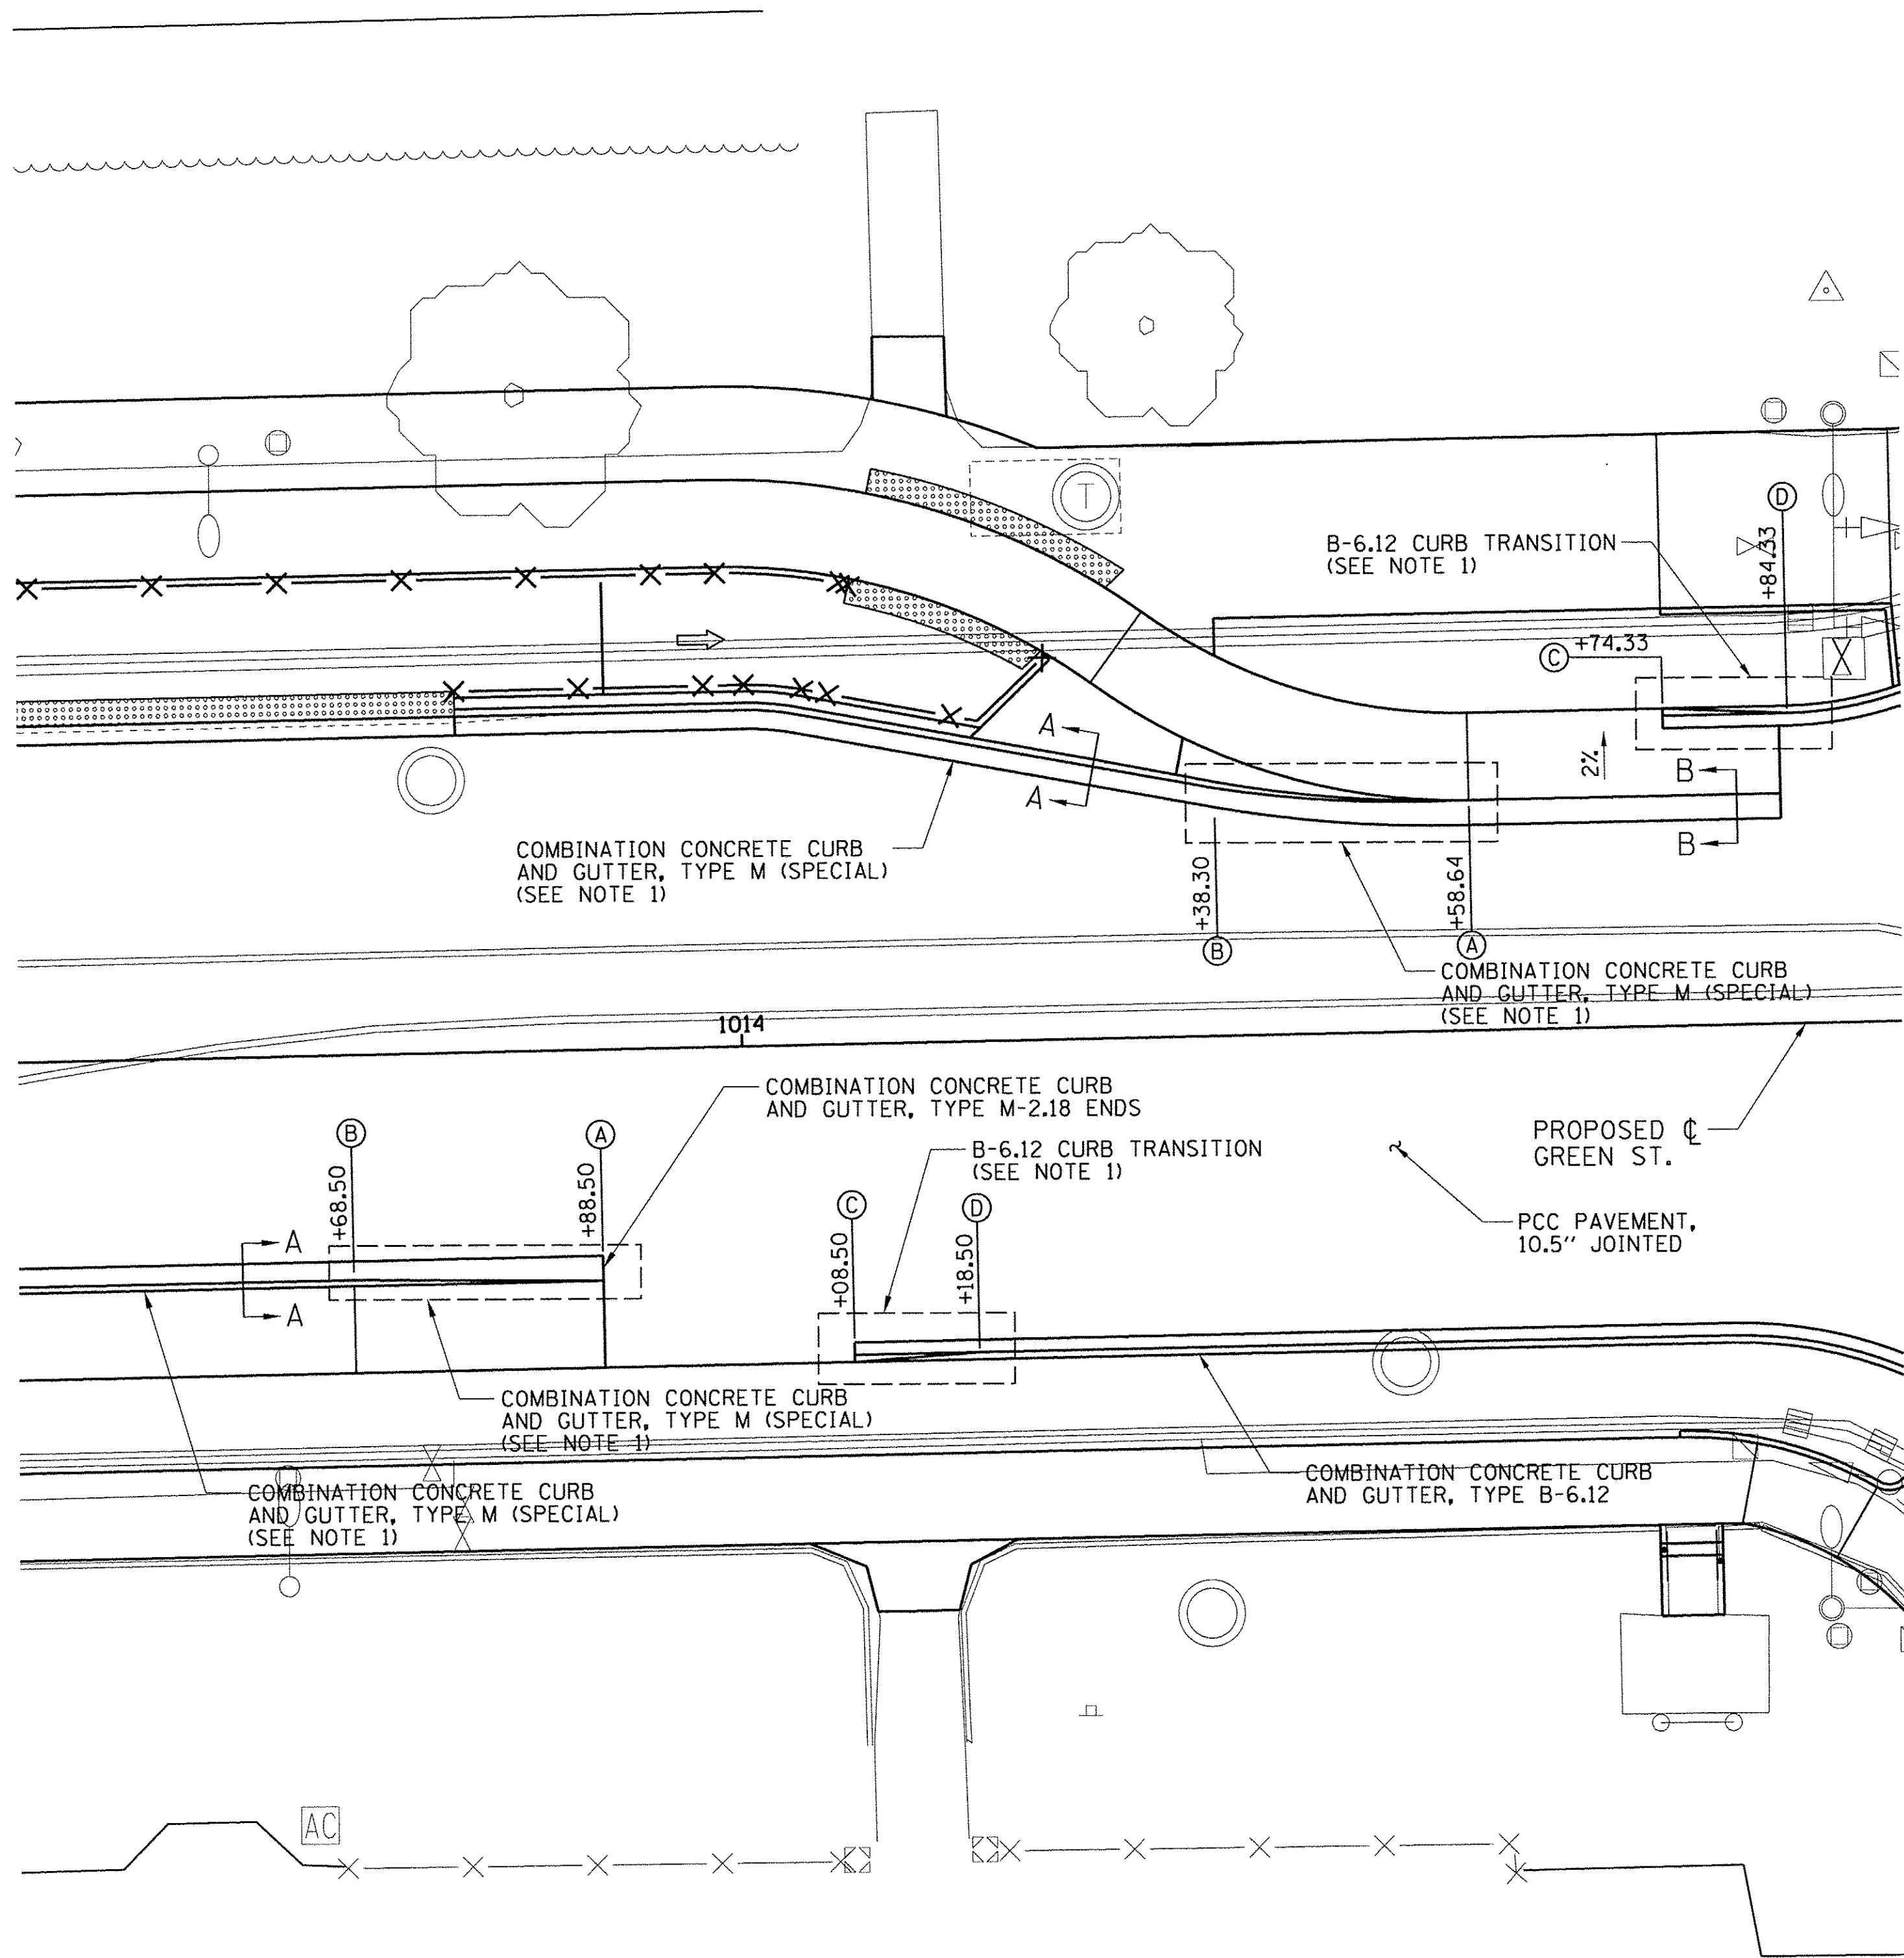 T
D
+84.33
B-6.12 CURB TRANSITION
(SEE NOTE 1)
C
+74.33
A
A
2%
B
B
COMBINATION CONCRETE CURB
AND GUTTER, TYPE M (SPECIAL)
(SEE NOTE 1)
+38.30
B
+58.64
A
COMBINATION CONCRETE CURB
AND GUTTER, TYPE M (SPECIAL)
(SEE NOTE 1)
1014
COMBINATION CONCRETE CURB
AND GUTTER, TYPE M-2.18 ENDS
PROPOSED ℄
GREEN ST.
B
+68.50
A
+88.50
B-6.12 CURB TRANSITION
(SEE NOTE 1)
C
+08.50
D
+18.50
PCC PAVEMENT,
10.5" JOINTED
A
A
COMBINATION CONCRETE CURB
AND GUTTER, TYPE M (SPECIAL)
(SEE NOTE 1)
COMBINATION CONCRETE CURB
AND GUTTER, TYPE M (SPECIAL)
(SEE NOTE 1)
COMBINATION CONCRETE CURB
AND GUTTER, TYPE B-6.12
AC